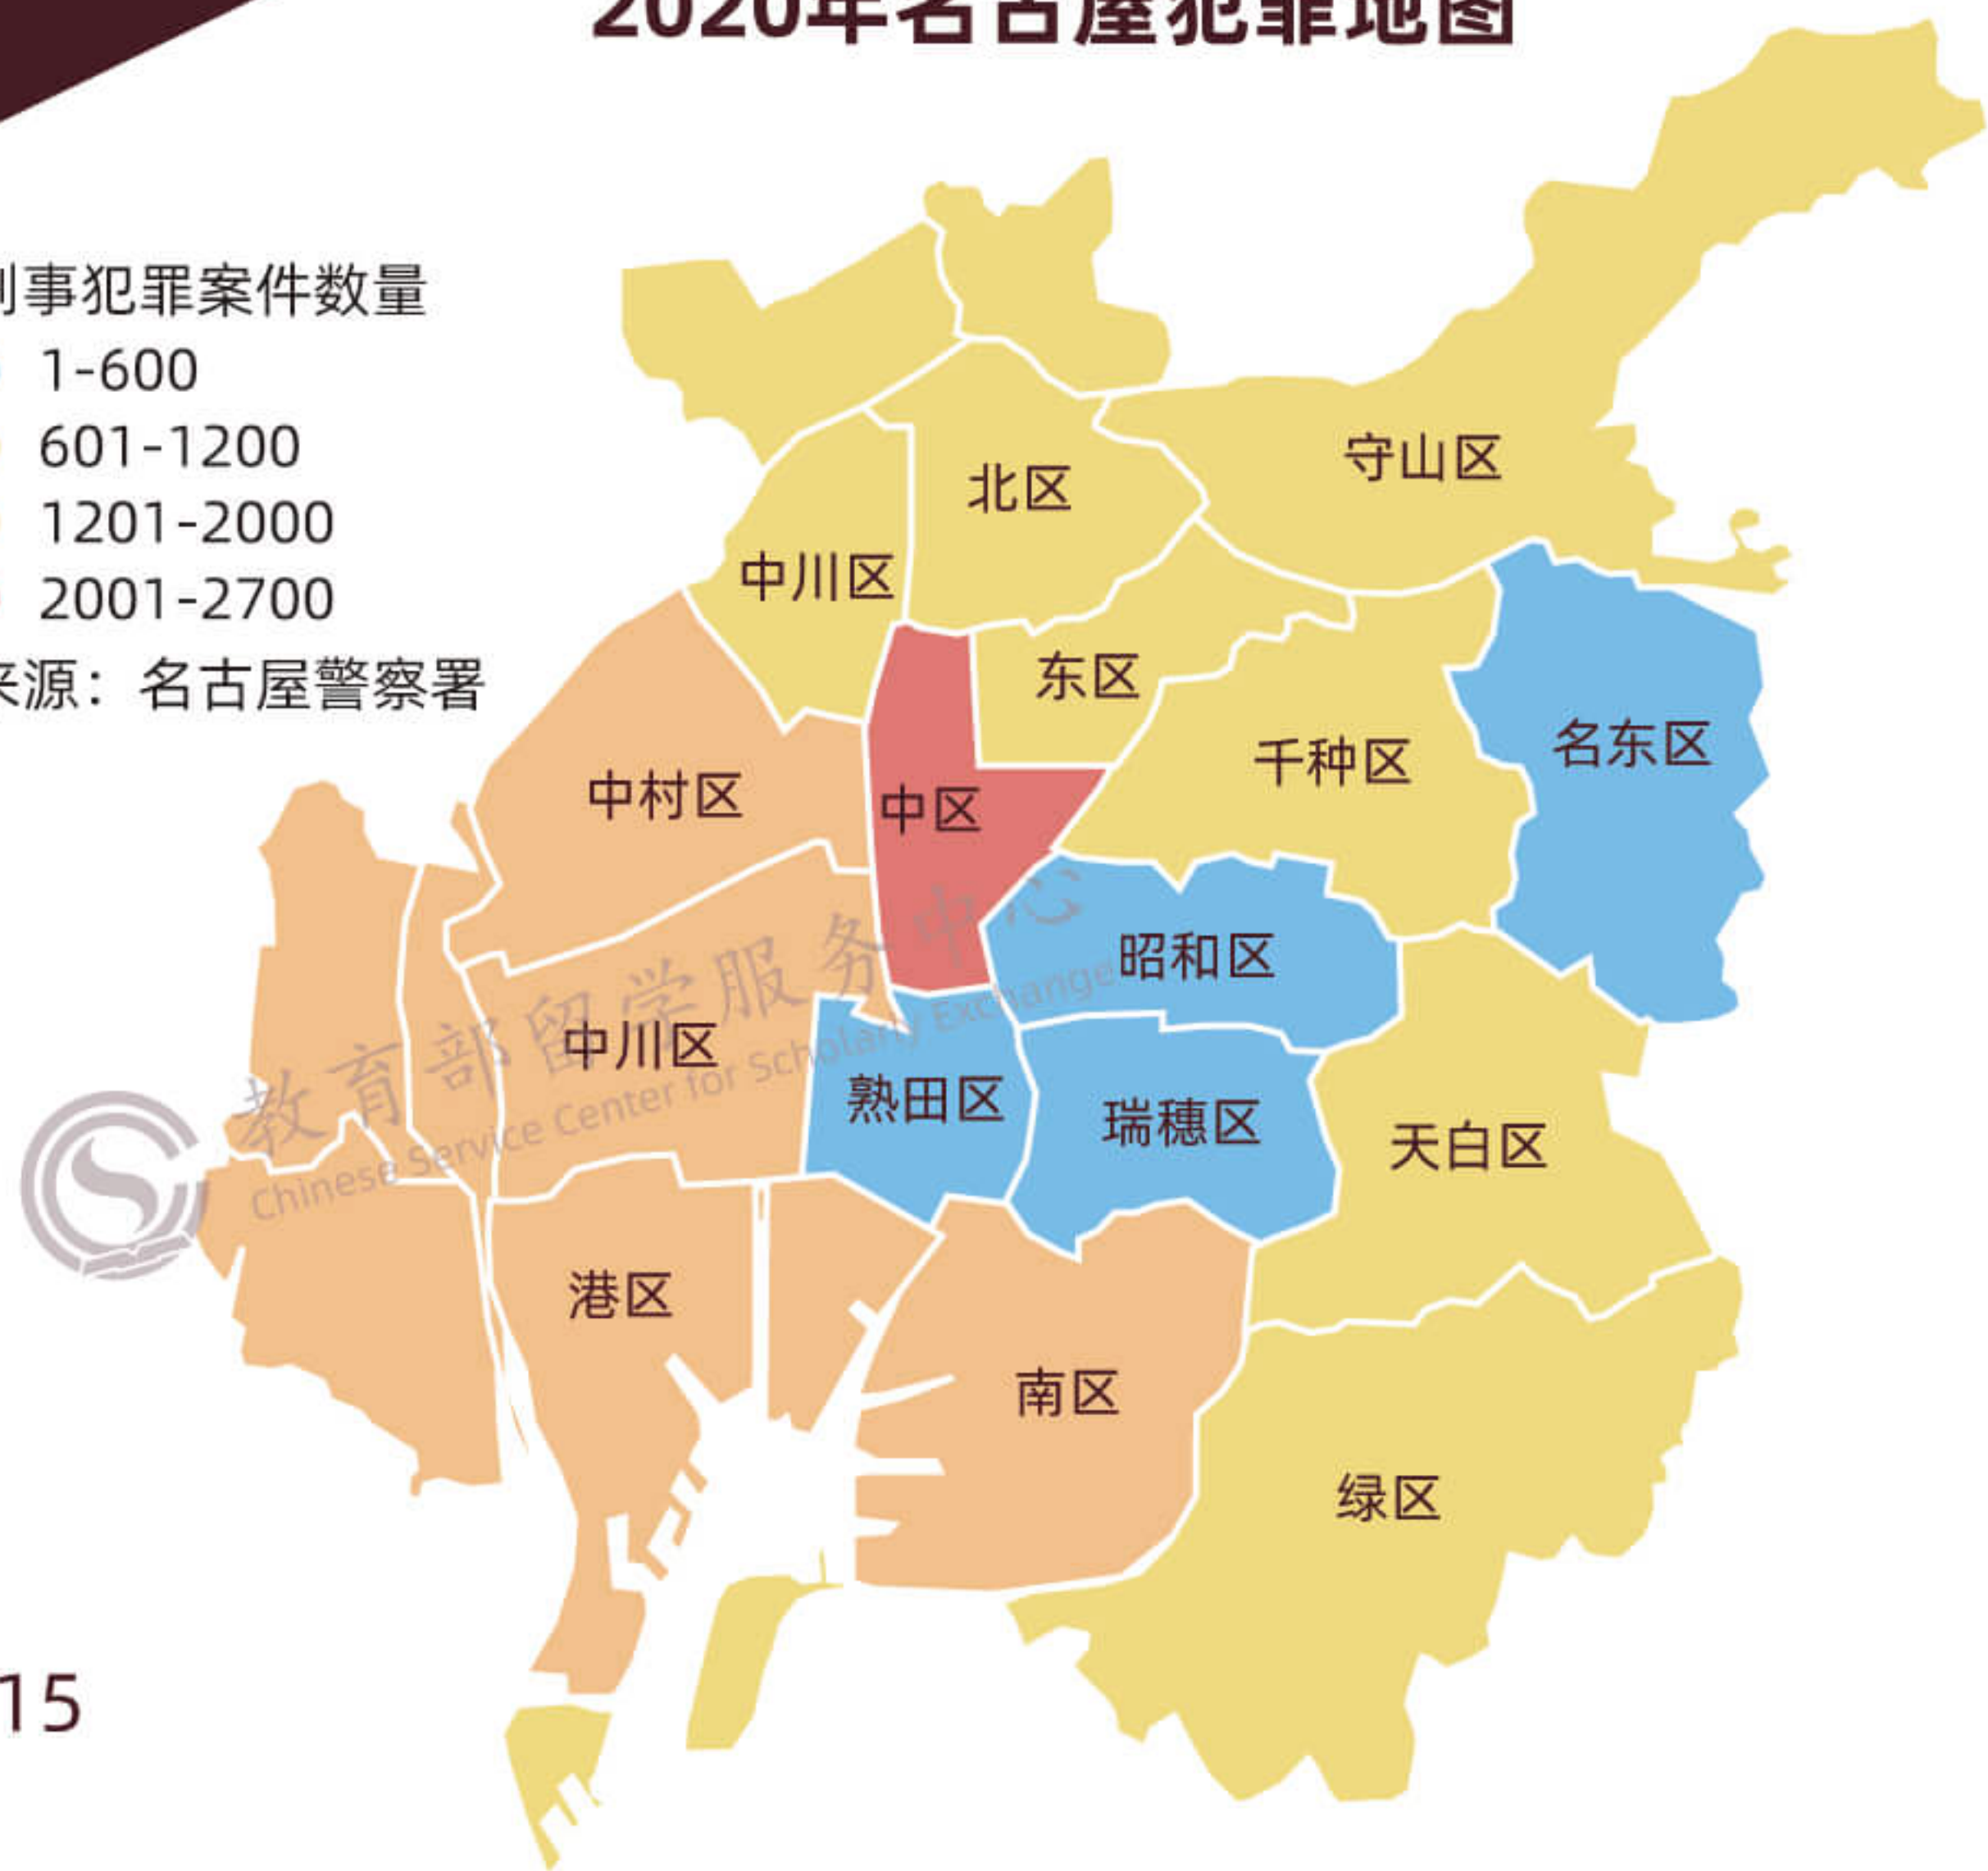 2020年名古屋犯罪地图
刑事犯罪案件数量
1-600
601-1200
1201-2000
2001-2700
来源：名古屋警察署
守山区
北区
中川区
东区
名东区
千种区
中村区
中区
昭和区
中川区
熟田区
瑞穗区
天白区
港区
南区
绿区
教育部留学服务中心
Chinese Service Center for Scholarly Exchange
15